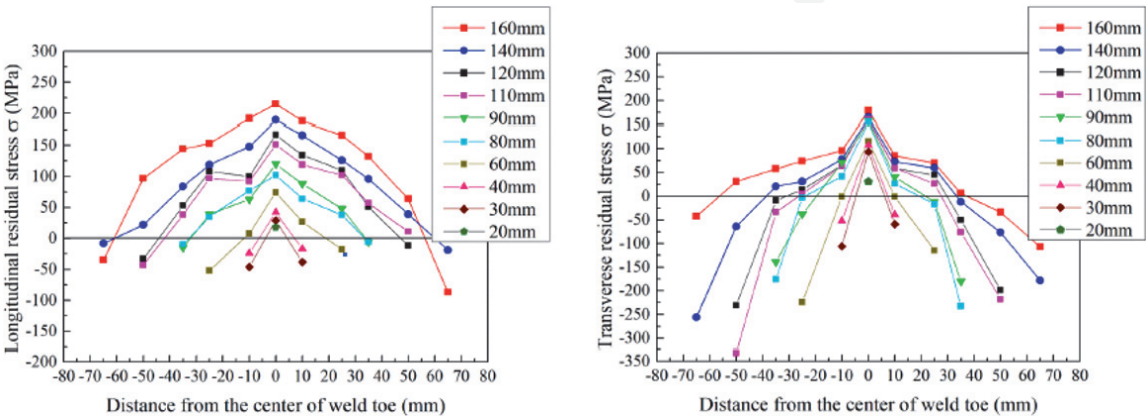 160mm
140mm
120mm
110mm
90mm
80mm
60mm
40mm
30mm
20mm
Longitudinal residual stress σ (MPa)
300
250
200
150
100
50
0
-50
-100
-150
-200
-80 -70 -60 -50 -40 -30 -20 -10 0 10 20 30 40 50 60 70 80
Distance from the center of weld toe (mm)
160mm
140mm
120mm
110mm
90mm
80mm
60mm
40mm
30mm
20mm
Transverese residual stress σ (MPa)
300
250
200
150
100
50
0
-50
-100
-150
-200
-250
-300
-350
-80 -70 -60 -50 -40 -30 -20 -10 0 10 20 30 40 50 60 70 80
Distance from the center of weld toe (mm)